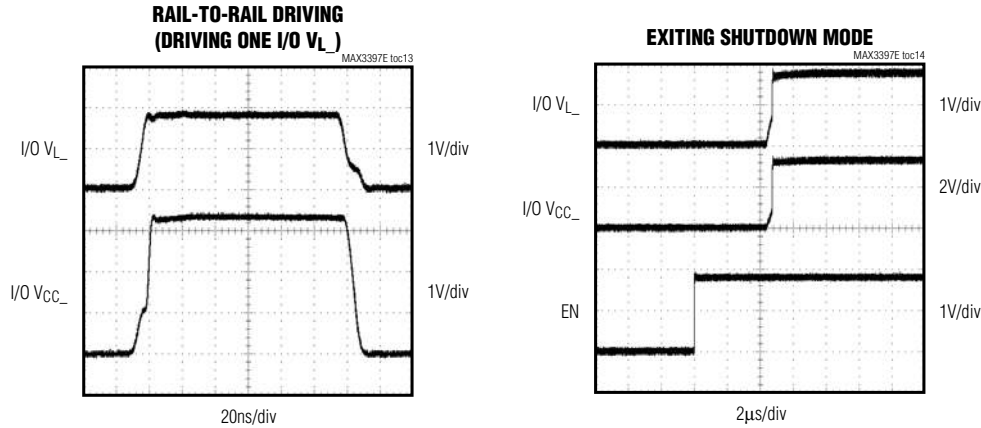 RAIL-TO-RAIL DRIVING
(DRIVING ONE I/O VL_)
MAX3397E toc13
I/O VL_
1V/div
I/O VCC_
1V/div
20ns/div
EXITING SHUTDOWN MODE
MAX3397E toc14
I/O VL_
1V/div
I/O VCC_
2V/div
EN
1V/div
2μs/div